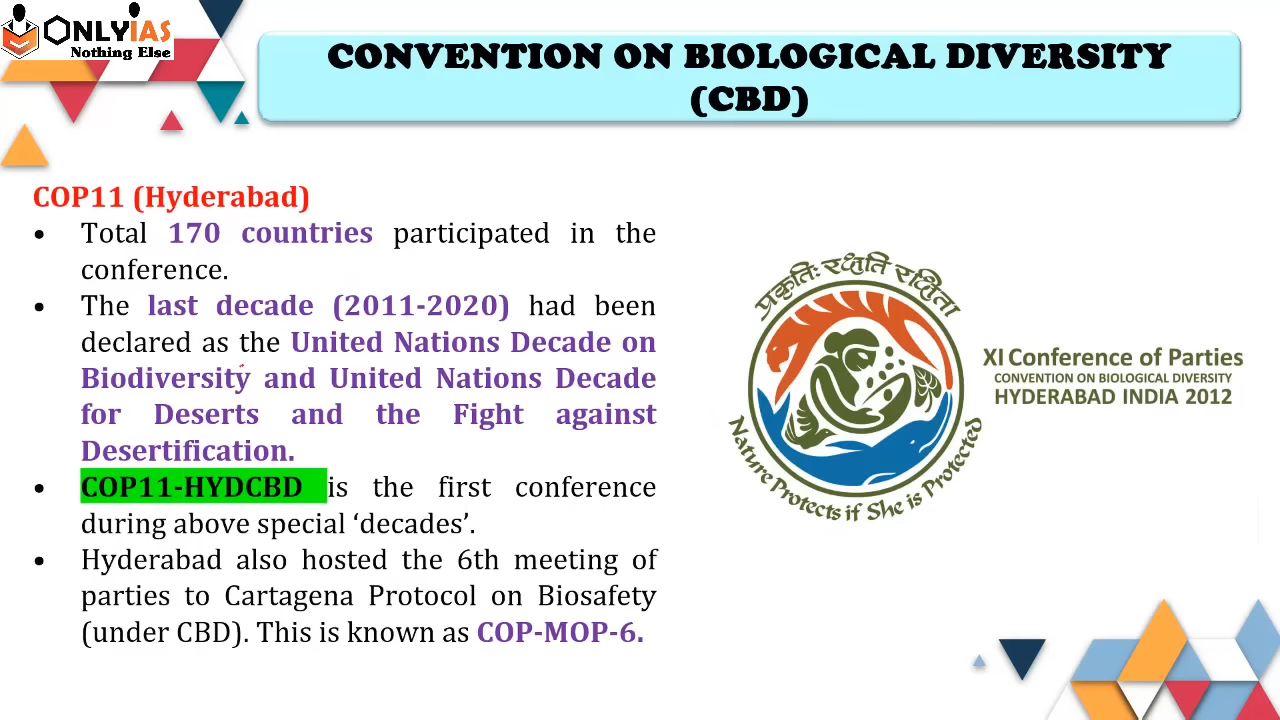 ONLYIAS
Nothing Else
CONVENTION ON BIOLOGICAL DIVERSITY
(CBD)
COP11 (Hyderabad)
• Total 170 countries participated in the
conference.
• The last decade (2011-2020) had been
declared as the United Nations Decade on
Biodiversity and United Nations Decade
for Deserts and the Fight against
Desertification.
• COP11-HYDCBD is the first conference
during above special ‘decades’.
• Hyderabad also hosted the 6th meeting of
parties to Cartagena Protocol on Biosafety
(under CBD). This is known as COP-MOP-6.
प्रकृतिः रक्षति रक्षिता
Nature Protects if She is Protected
XI Conference of Parties
CONVENTION ON BIOLOGICAL DIVERSITY
HYDERABAD INDIA 2012